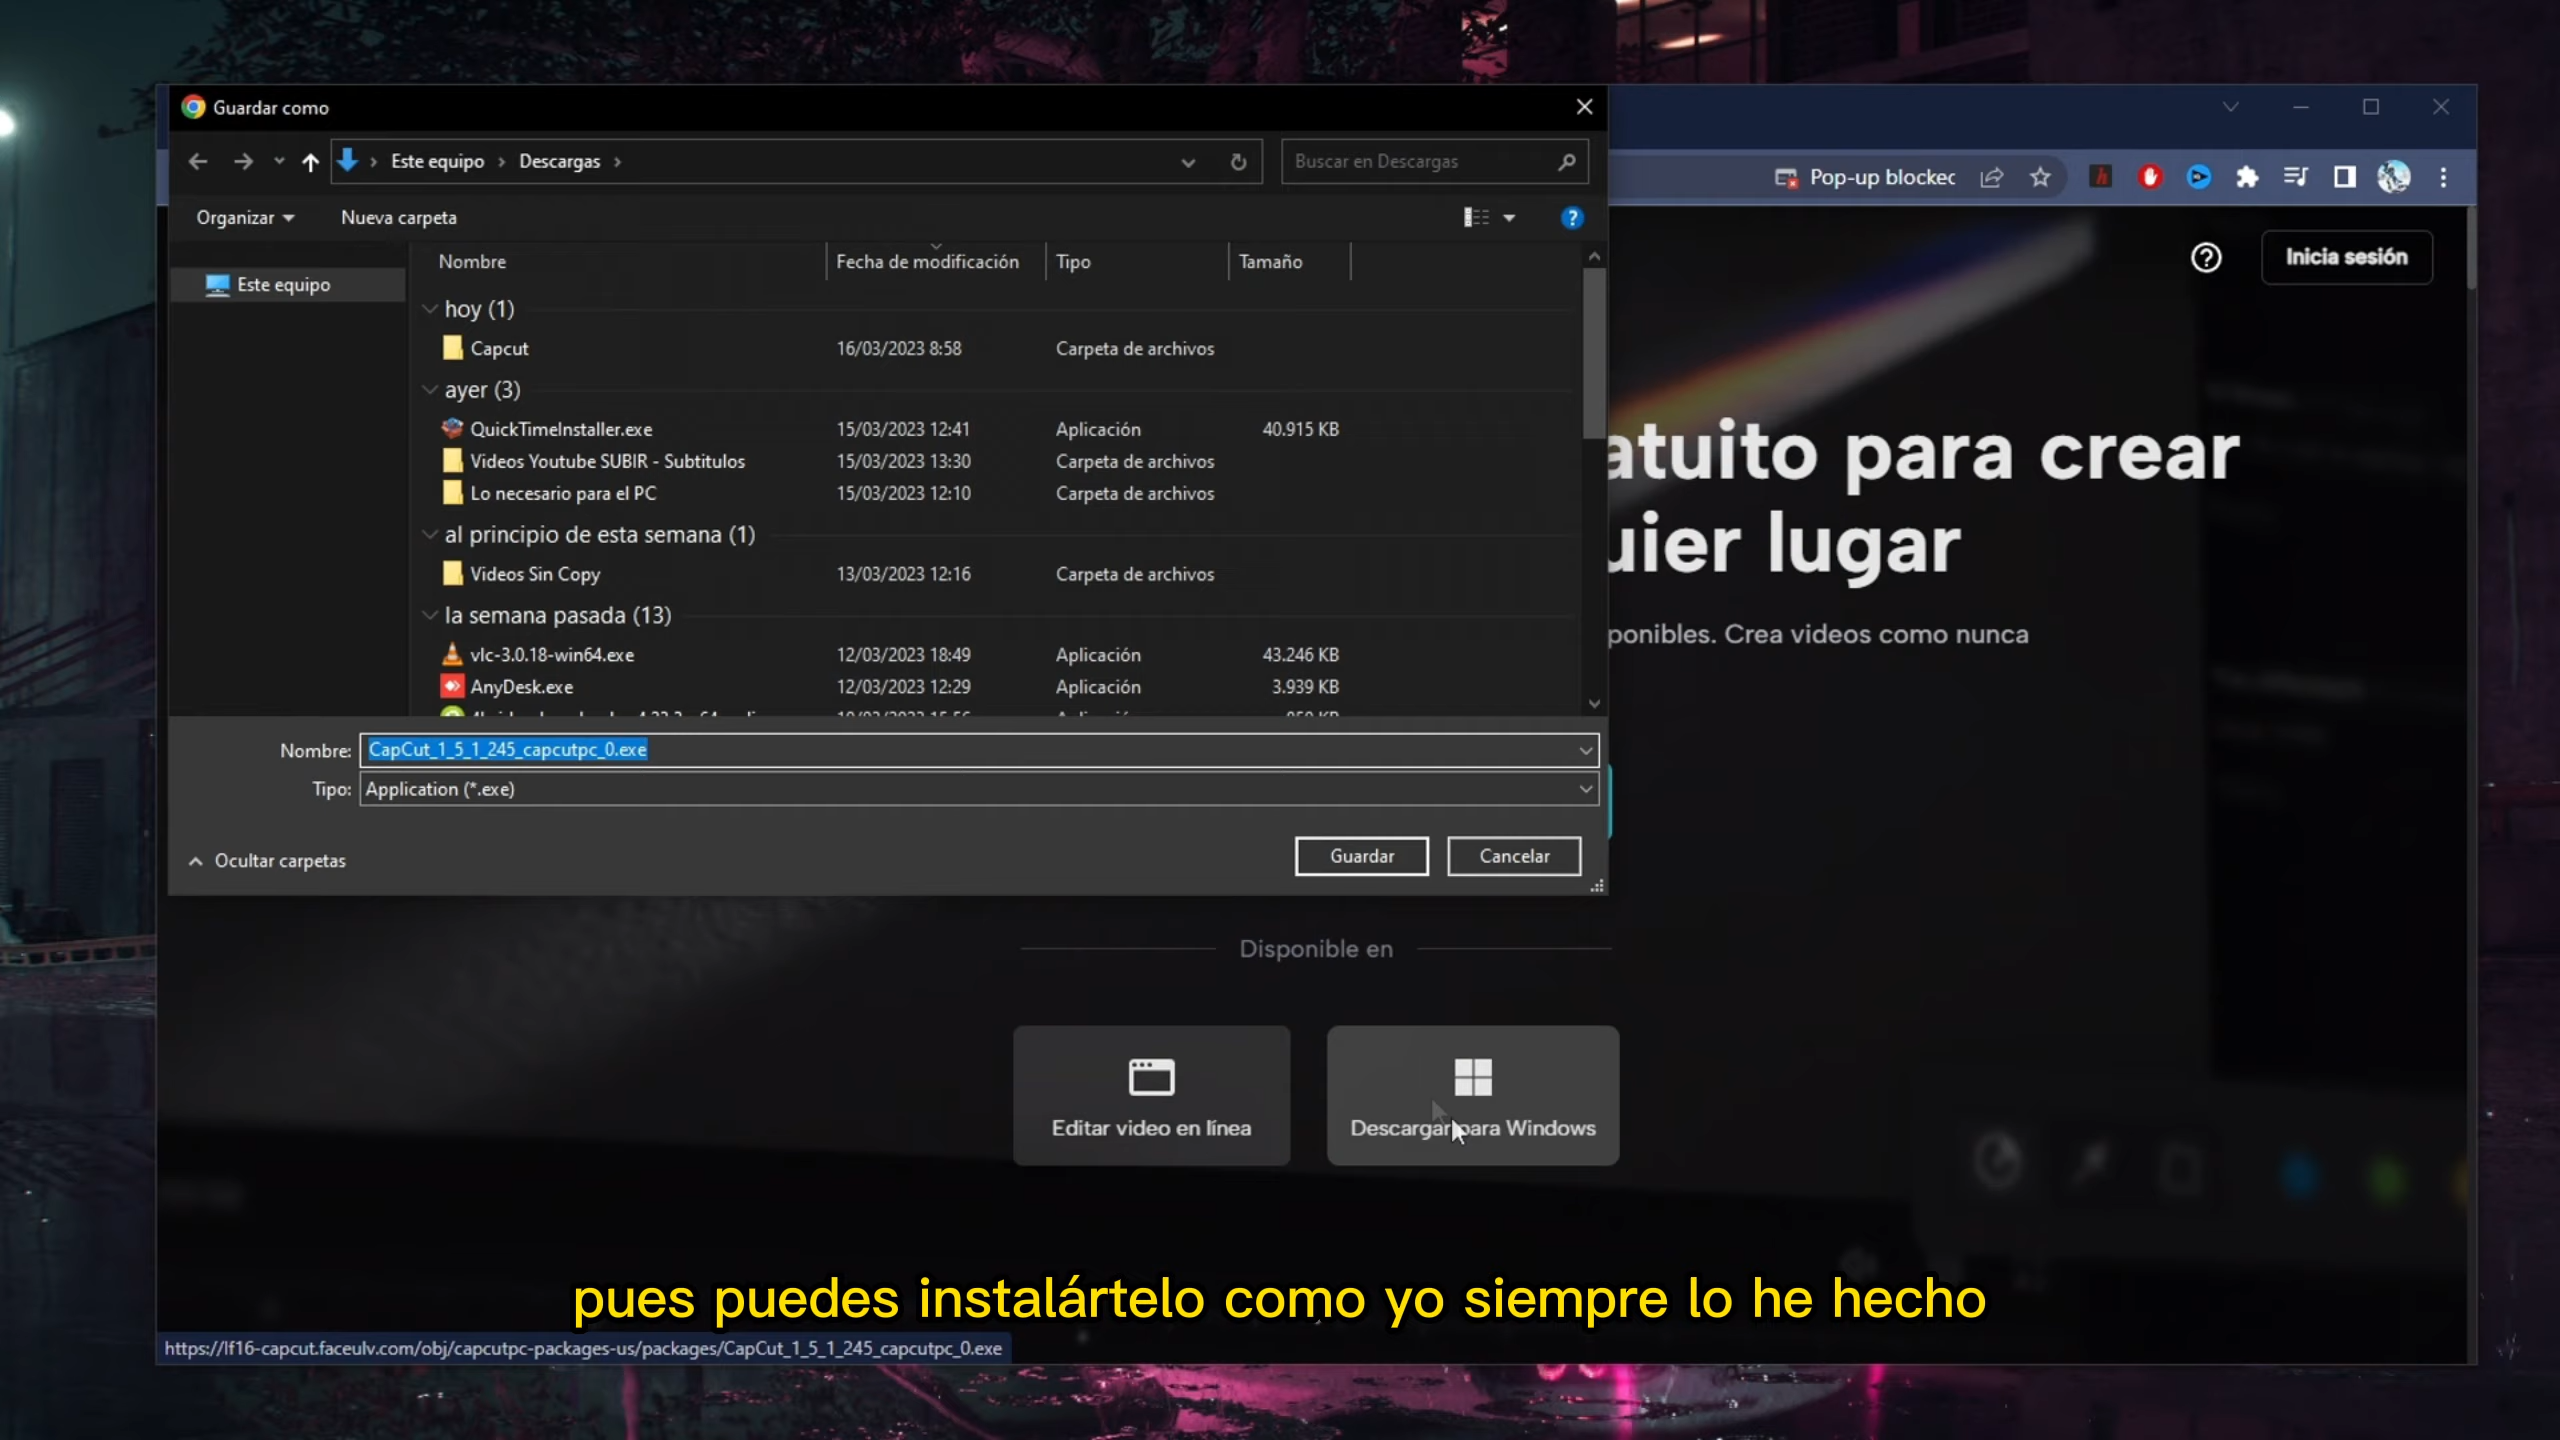 Guardar como
Este equipo > Descargas >
Buscar en Descargas
Pop-up blocked
Organizar
Nueva carpeta
Inicia sesión
Este equipo
Nombre Fecha de modificación Tipo Tamaño
hoy (1)
Capcut 16/03/2023 8:58 Carpeta de archivos
ayer (3)
QuickTimeInstaller.exe 15/03/2023 12:41 Aplicación 40.915 KB
Videos Youtube SUBIR - Subtitulos 15/03/2023 13:30 Carpeta de archivos
Lo necesario para el PC 15/03/2023 12:10 Carpeta de archivos
al principio de esta semana (1)
Videos Sin Copy 13/03/2023 12:16 Carpeta de archivos
la semana pasada (13)
vlc-3.0.18-win64.exe 12/03/2023 18:49 Aplicación 43.246 KB
AnyDesk.exe 12/03/2023 12:29 Aplicación 3.939 KB
atuito para crear
uier lugar
ponibles. Crea videos como nunca
Nombre: CapCut_1_5_1_245_capcutpc_0.exe
Tipo: Application (*.exe)
Ocultar carpetas
Guardar
Cancelar
Disponible en
Editar video en línea
Descargar para Windows
pues puedes instalártelo como yo siempre lo he hecho
https://lf16-capcut.faceulv.com/obj/capcutpc-packages-us/packages/CapCut_1_5_1_245_capcutpc_0.exe